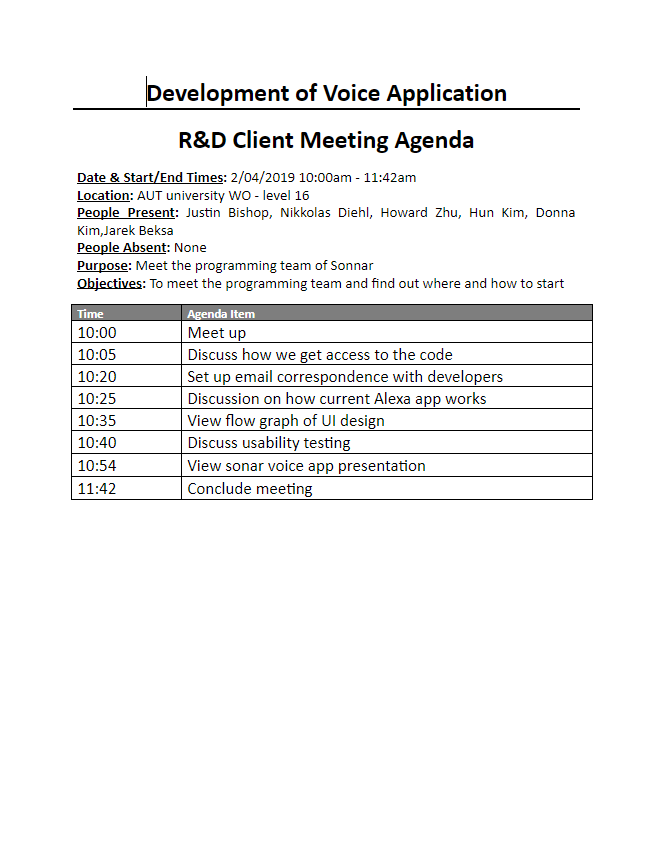 Development of Voice Application
R&D Client Meeting Agenda
Date & Start/End Times: 2/04/2019 10:00am - 11:42am
Location: AUT university WO - level 16
People Present: Justin Bishop, Nikkolas Diehl, Howard Zhu, Hun Kim, Donna
Kim,Jarek Beksa
People Absent: None
Purpose: Meet the programming team of Sonnar
Objectives: To meet the programming team and find out where and how to start
Time Agenda Item
10:00 Meet up
10:05 Discuss how we get access to the code
10:20 Set up email correspondence with developers
10:25 Discussion on how current Alexa app works
10:35 View flow graph of UI design
10:40 Discuss usability testing
10:54 View sonar voice app presentation
11:42 Conclude meeting